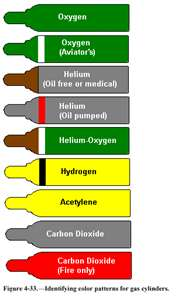 Oxygen
Oxygen
(Aviator's)
Helium
(Oil free or medical)
Helium
(Oil pumped)
Helium-Oxygen
Hydrogen
Acetylene
Carbon Dioxide
Carbon Dioxide
(Fire only)
Figure 4-33.—Identifying color patterns for gas cylinders.